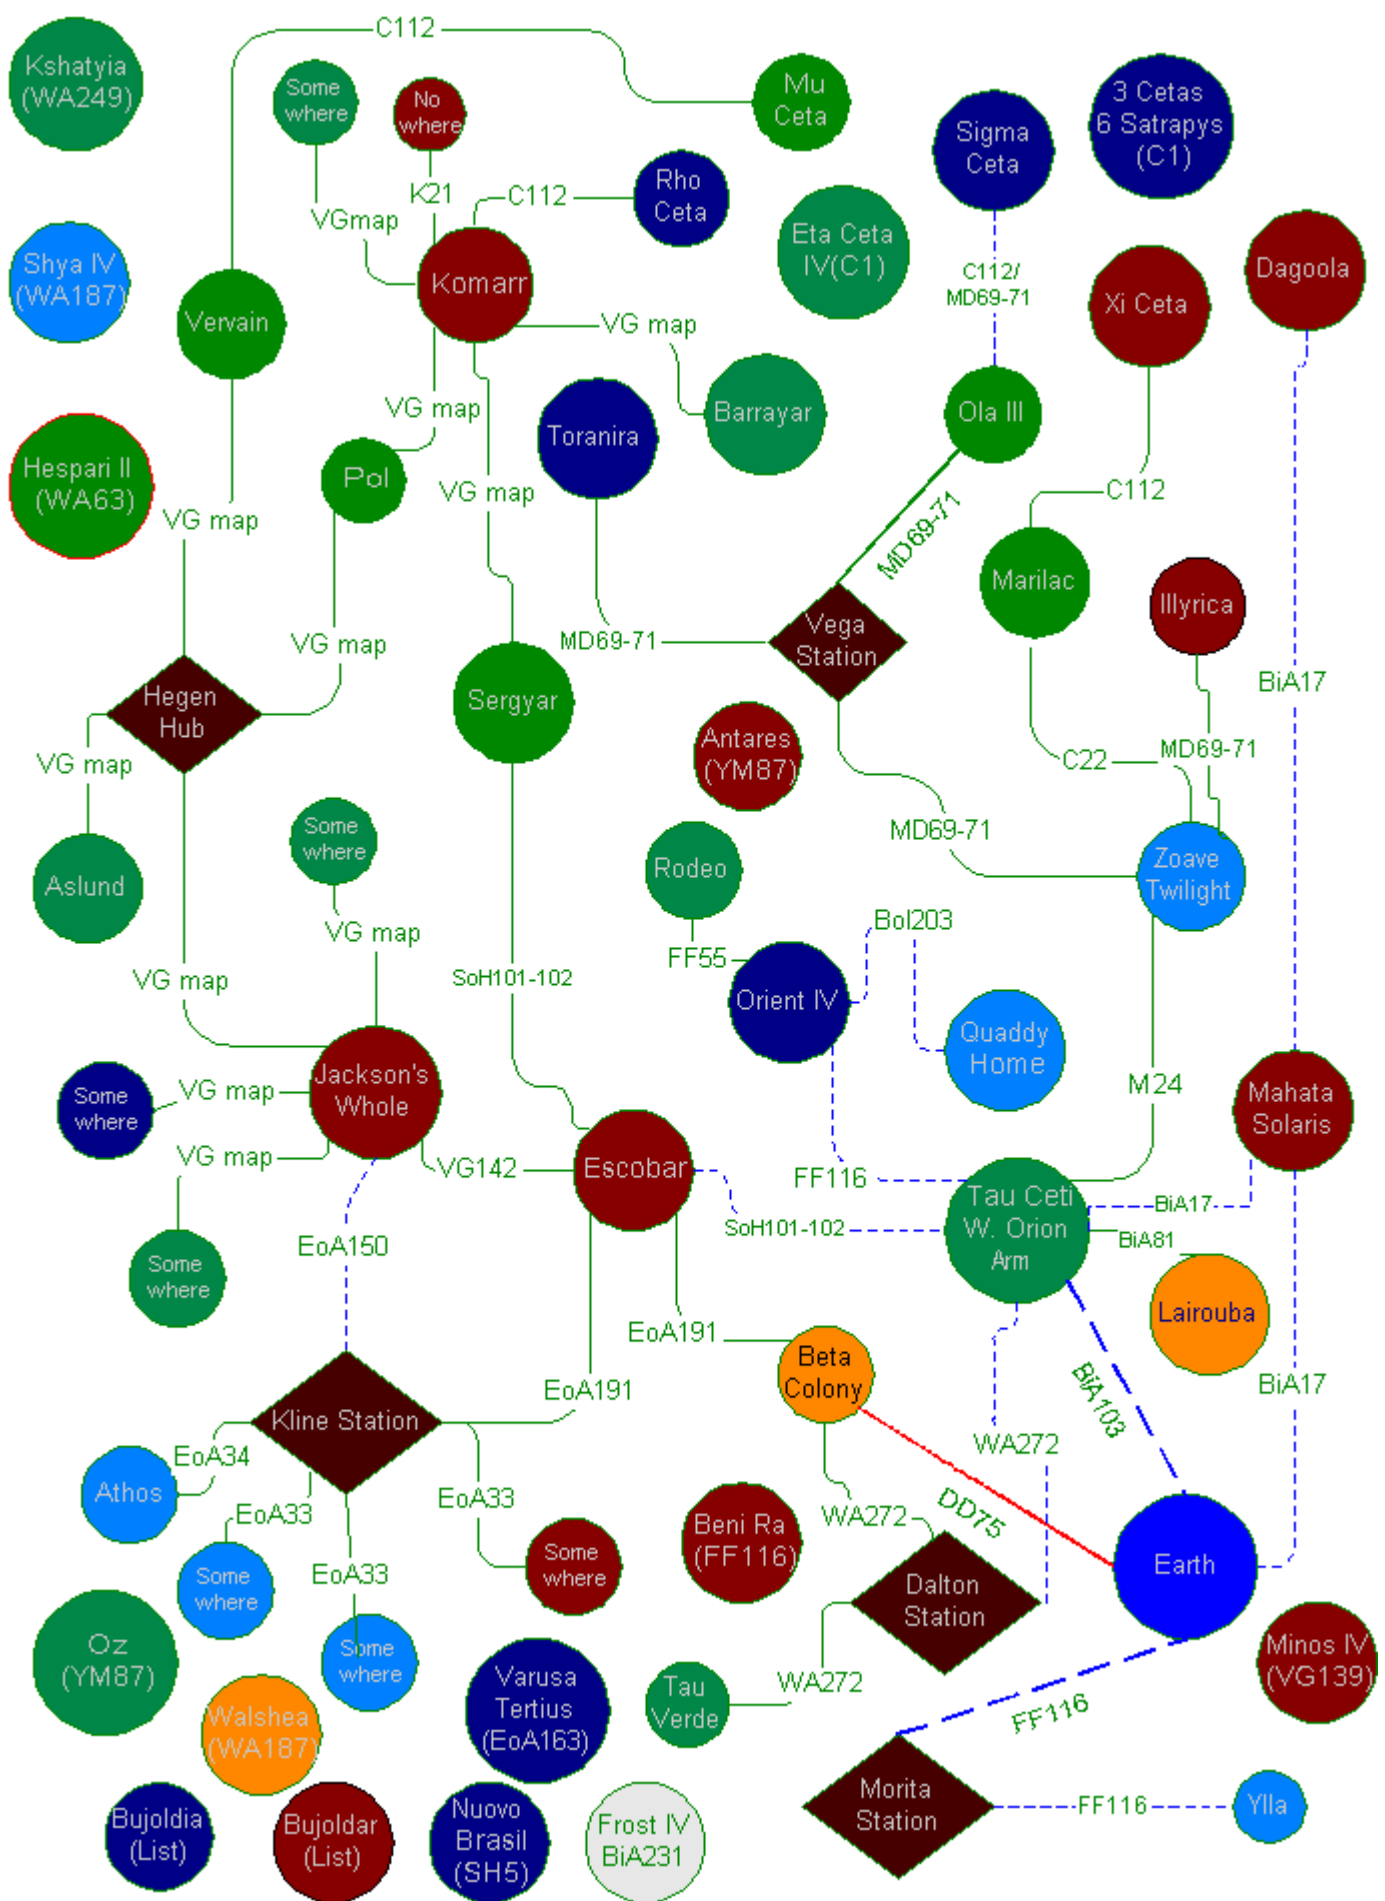 C112
Kshatyia
(WA249)
Some
where
No
where
Mu
Ceta
3 Cetas
6 Satrapys
(C1)
Sigma
Ceta
K21
C112
Rho
Ceta
VGmap
Eta Ceta
IV(C1)
Shya IV
(WA187)
Komarr
C112/
MD69-71
Dagoola
Xi Ceta
Vervain
VG map
VG map
Barrayar
Ola III
Toranira
Hespari II
(WA63)
Pol
VG map
C112
VG map
MD69-71
Marilac
Illyrica
VG map
MD69-71
Vega
Station
BiA17
Hegen
Hub
Sergyar
Antares
(YM87)
VG map
C22
MD69-71
Some
where
MD69-71
Rodeo
Zoave
Twilight
Aslund
VG map
Bol203
FF55
VG map
SoH101-102
Orient IV
Quaddy
Home
Jackson's
Whole
Some
where
VG map
M24
Mahata
Solaris
VG map
VG142
Escobar
FF116
Tau Ceti
W. Orion
Arm
BiA17
SoH101-102
BiA81
EoA150
Some
where
Lairouba
EoA191
Beta
Colony
BiA103
BiA17
EoA191
Kline Station
EoA34
WA272
Athos
EoA33
EoA33
DD75
WA272
Beni Ra
(FF116)
EoA33
Some
where
Some
where
Earth
Dalton
Station
Oz
(YM87)
Some
where
Minos IV
(VG139)
WA272
Varusa
Tertius
(EoA163)
Tau
Verde
FF116
Walshea
(WA187)
Morita
Station
FF116
Ylla
Bujoldia
(List)
Bujoldar
(List)
Nuovo
Brasil
(SH5)
Frost IV
BiA231